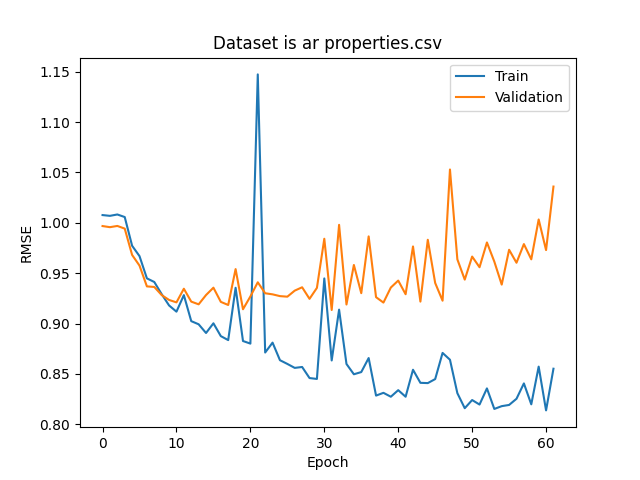 Dataset is ar properties.csv
Train
Validation
RMSE
1.15
1.10
1.05
1.00
0.95
0.90
0.85
0.80
0 10 20 30 40 50 60
Epoch